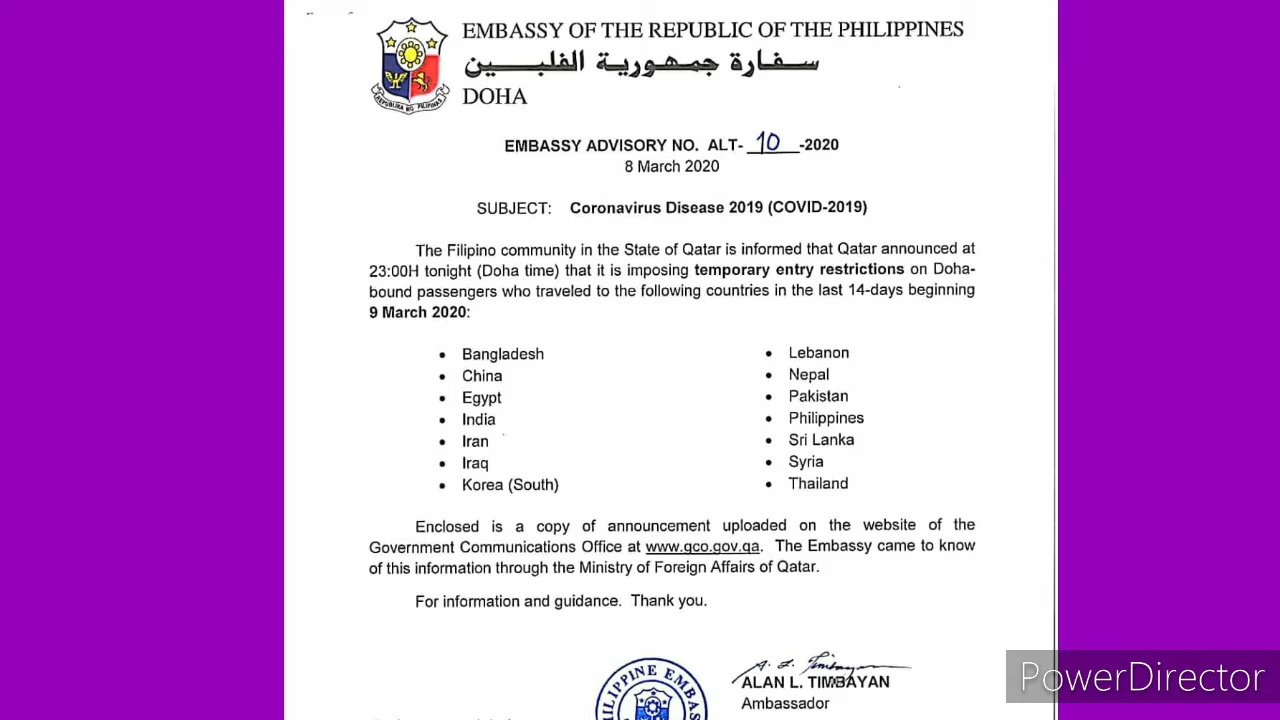 EMBASSY OF THE REPUBLIC OF THE PHILIPPINES
سفارة جمهورية الفلبين
DOHA
REPUBLIKA NG PILIPINAS
EMBASSY ADVISORY NO. ALT- 10 -2020
8 March 2020
SUBJECT: Coronavirus Disease 2019 (COVID-2019)
The Filipino community in the State of Qatar is informed that Qatar announced at
23:00H tonight (Doha time) that it is imposing temporary entry restrictions on Doha-
bound passengers who traveled to the following countries in the last 14-days beginning
9 March 2020:
• Bangladesh
• China
• Egypt
• India
• Iran
• Iraq
• Korea (South)
• Lebanon
• Nepal
• Pakistan
• Philippines
• Sri Lanka
• Syria
• Thailand
Enclosed is a copy of announcement uploaded on the website of the
Government Communications Office at www.gco.gov.qa. The Embassy came to know
of this information through the Ministry of Foreign Affairs of Qatar.
For information and guidance. Thank you.
A. L. Timbayan
ALAN L. TIMBAYAN
Ambassador
PHILIPPINE EMBASS
PowerDirector